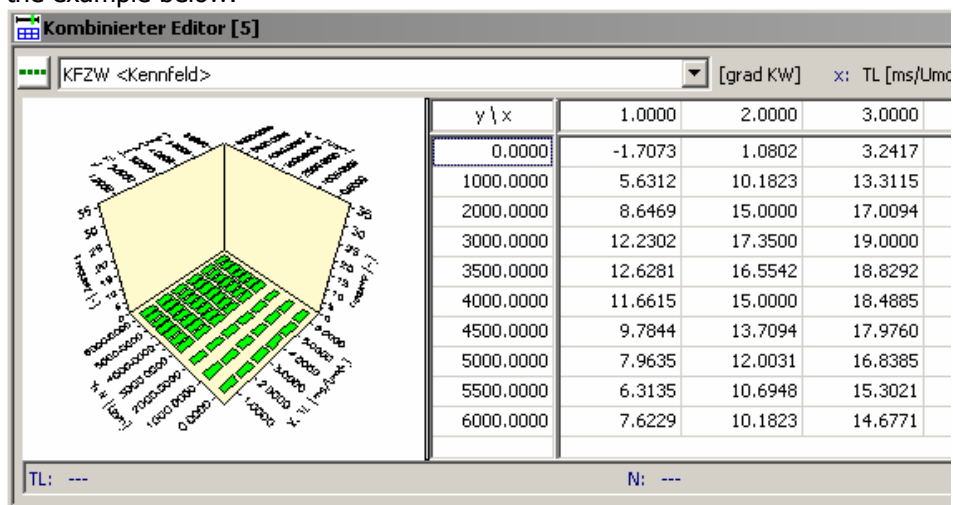 the example below:
Kombinierter Editor [5]
KFZW <Kennfeld> [grad KW] x: TL [ms/Umd
y \ x 1.0000 2.0000 3.0000
0.0000 -1.7073 1.0802 3.2417
1000.0000 5.6312 10.1823 13.3115
2000.0000 8.6469 15.0000 17.0094
3000.0000 12.2302 17.3500 19.0000
3500.0000 12.6281 16.5542 18.8292
4000.0000 11.6615 15.0000 18.4885
4500.0000 9.7844 13.7094 17.9760
5000.0000 7.9635 12.0031 16.8385
5500.0000 6.3135 10.6948 15.3021
6000.0000 7.6229 10.1823 14.6771
TL: --- N: ---